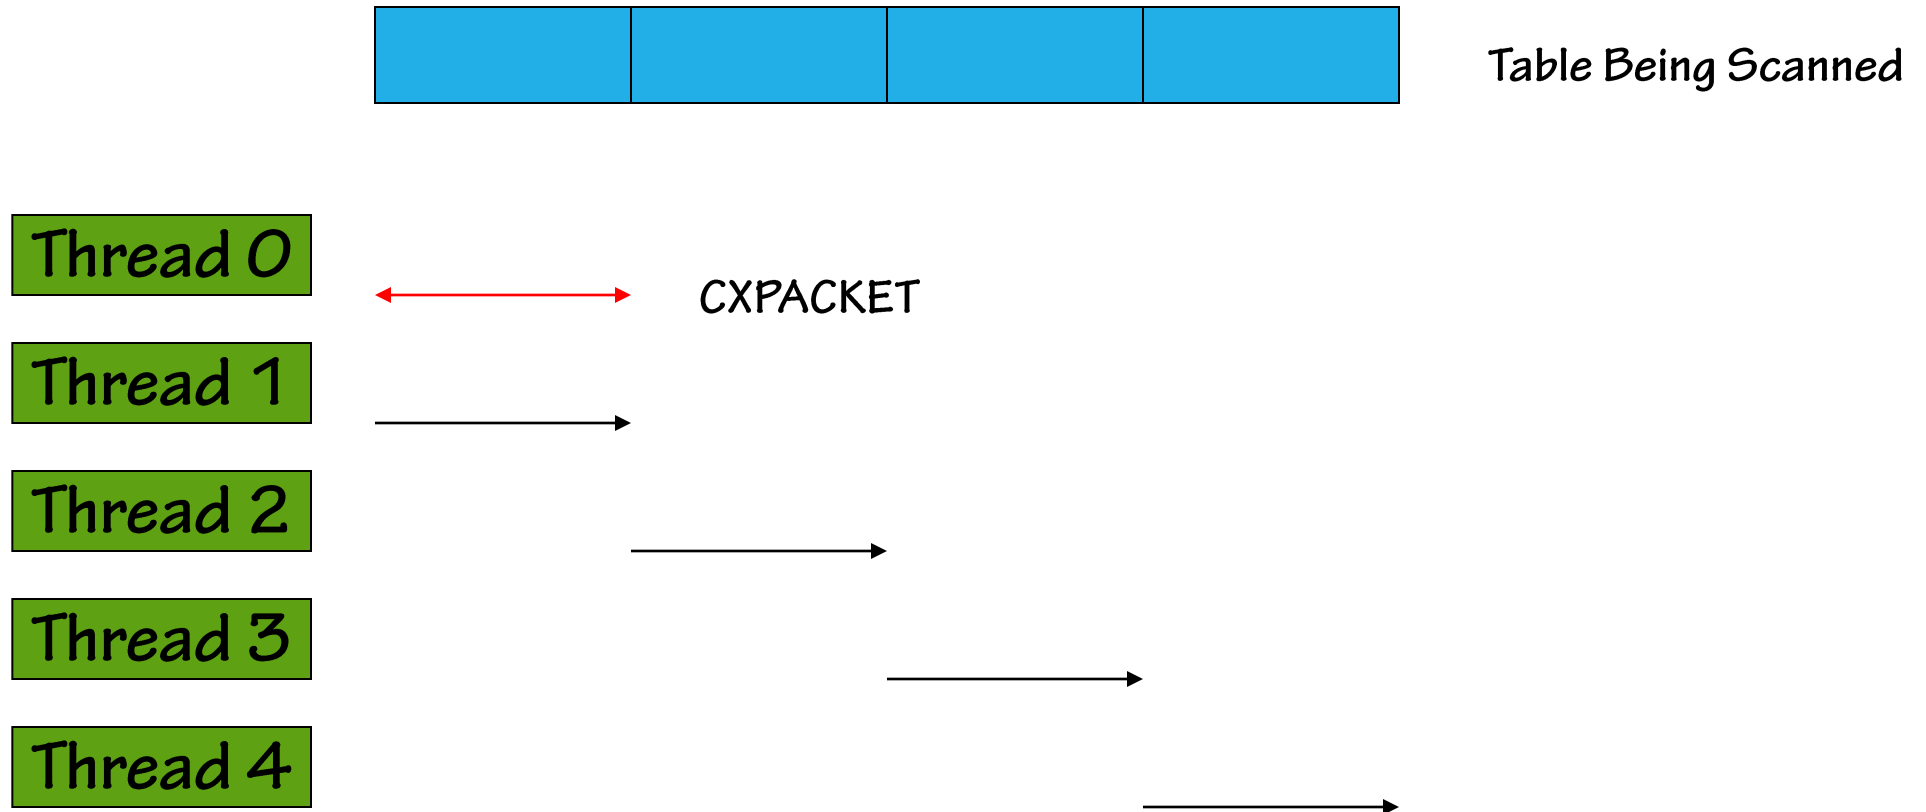 Table Being Scanned
Thread 0
CXPACKET
Thread 1
Thread 2
Thread 3
Thread 4